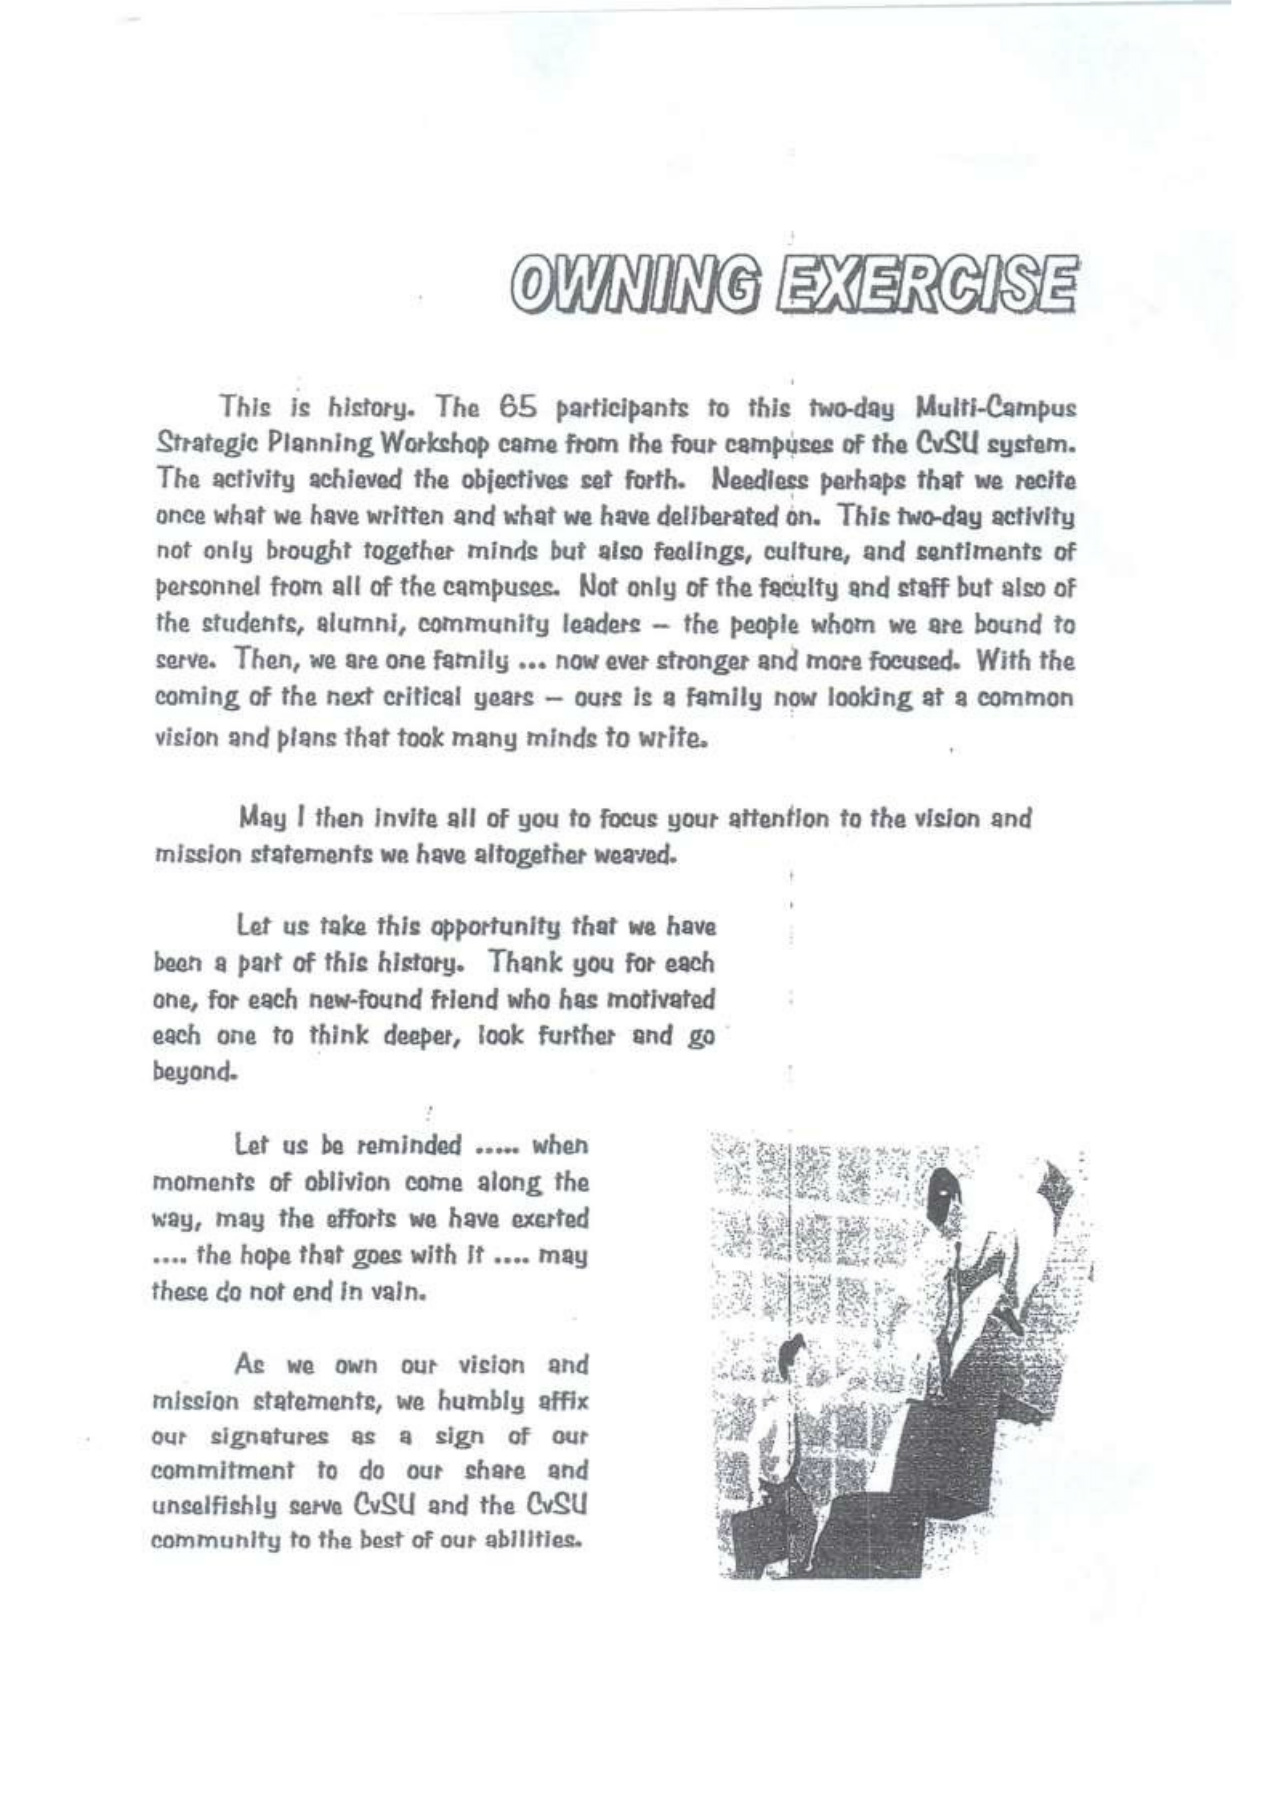 OWNING EXERCISE
This is history. The 65 participants to this two-day Multi-Campus
Strategic Planning Workshop came from the four campuses of the CvSU system.
The activity achieved the objectives set forth. Needless perhaps that we recite
once what we have written and what we have deliberated on. This two-day activity
not only brought together minds but also feelings, culture, and sentiments of
personnel from all of the campuses. Not only of the faculty and staff but also of
the students, alumni, community leaders – the people whom we are bound to
serve. Then, we are one family ... now ever stronger and more focused. With the
coming of the next critical years – ours is a family now looking at a common
vision and plans that took many minds to write.
May I then invite all of you to focus your attention to the vision and
mission statements we have altogether weaved.
Let us take this opportunity that we have
been a part of this history. Thank you for each
one, for each new-found friend who has motivated
each one to think deeper, look further and go
beyond.
Let us be reminded ..... when
moments of oblivion come along the
way, may the efforts we have exerted
.... the hope that goes with it .... may
these do not end in vain.
As we own our vision and
mission statements, we humbly affix
our signatures as a sign of our
commitment to do our share and
unselfishly serve CvSU and the CvSU
community to the best of our abilities.